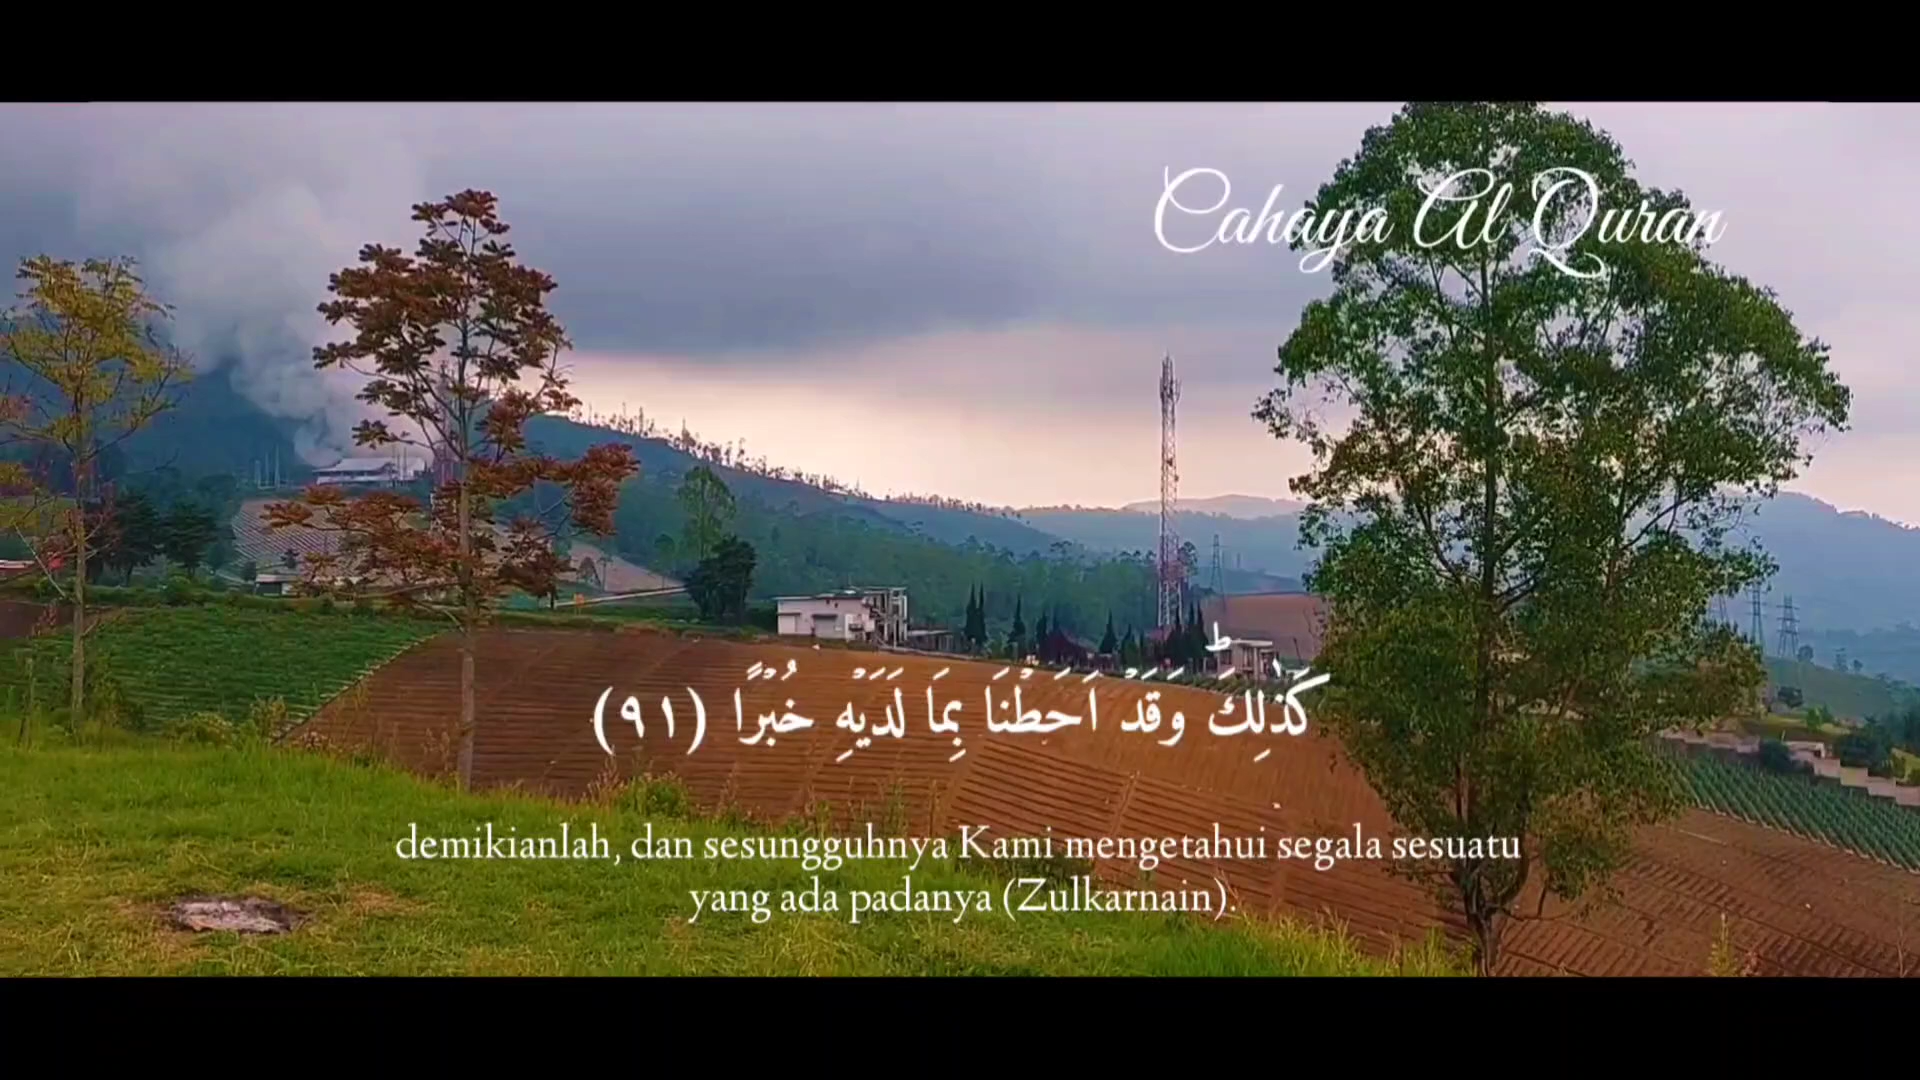 Cahaya Al Quran
كَذٰلِكَۗ وَقَدْ اَحَطْنَا بِمَا لَدَيْهِ خُبْرًا (٩١)
demikianlah, dan sesungguhnya Kami mengetahui segala sesuatu
yang ada padanya (Zulkarnain).